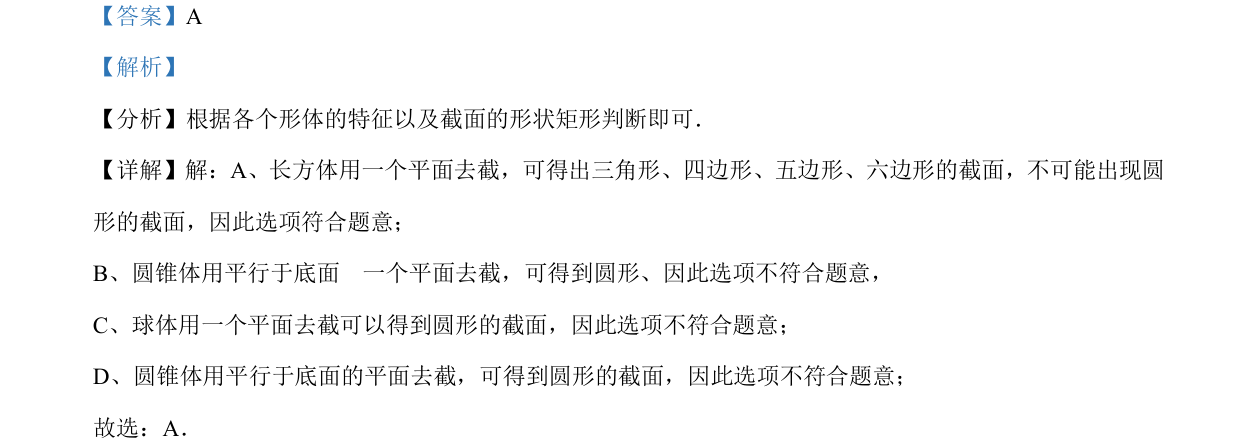 【答案】A
【解析】
【分析】根据各个形体的特征以及截面的形状矩形判断即可．
【详解】解：A、长方体用一个平面去截，可得出三角形、四边形、五边形、六边形的截面，不可能出现圆
形的截面，因此选项符合题意；
B、圆锥体用平行于底面　一个平面去截，可得到圆形、因此选项不符合题意，
C、球体用一个平面去截可以得到圆形的截面，因此选项不符合题意；
D、圆锥体用平行于底面的平面去截，可得到圆形的截面，因此选项不符合题意；
故选：A．